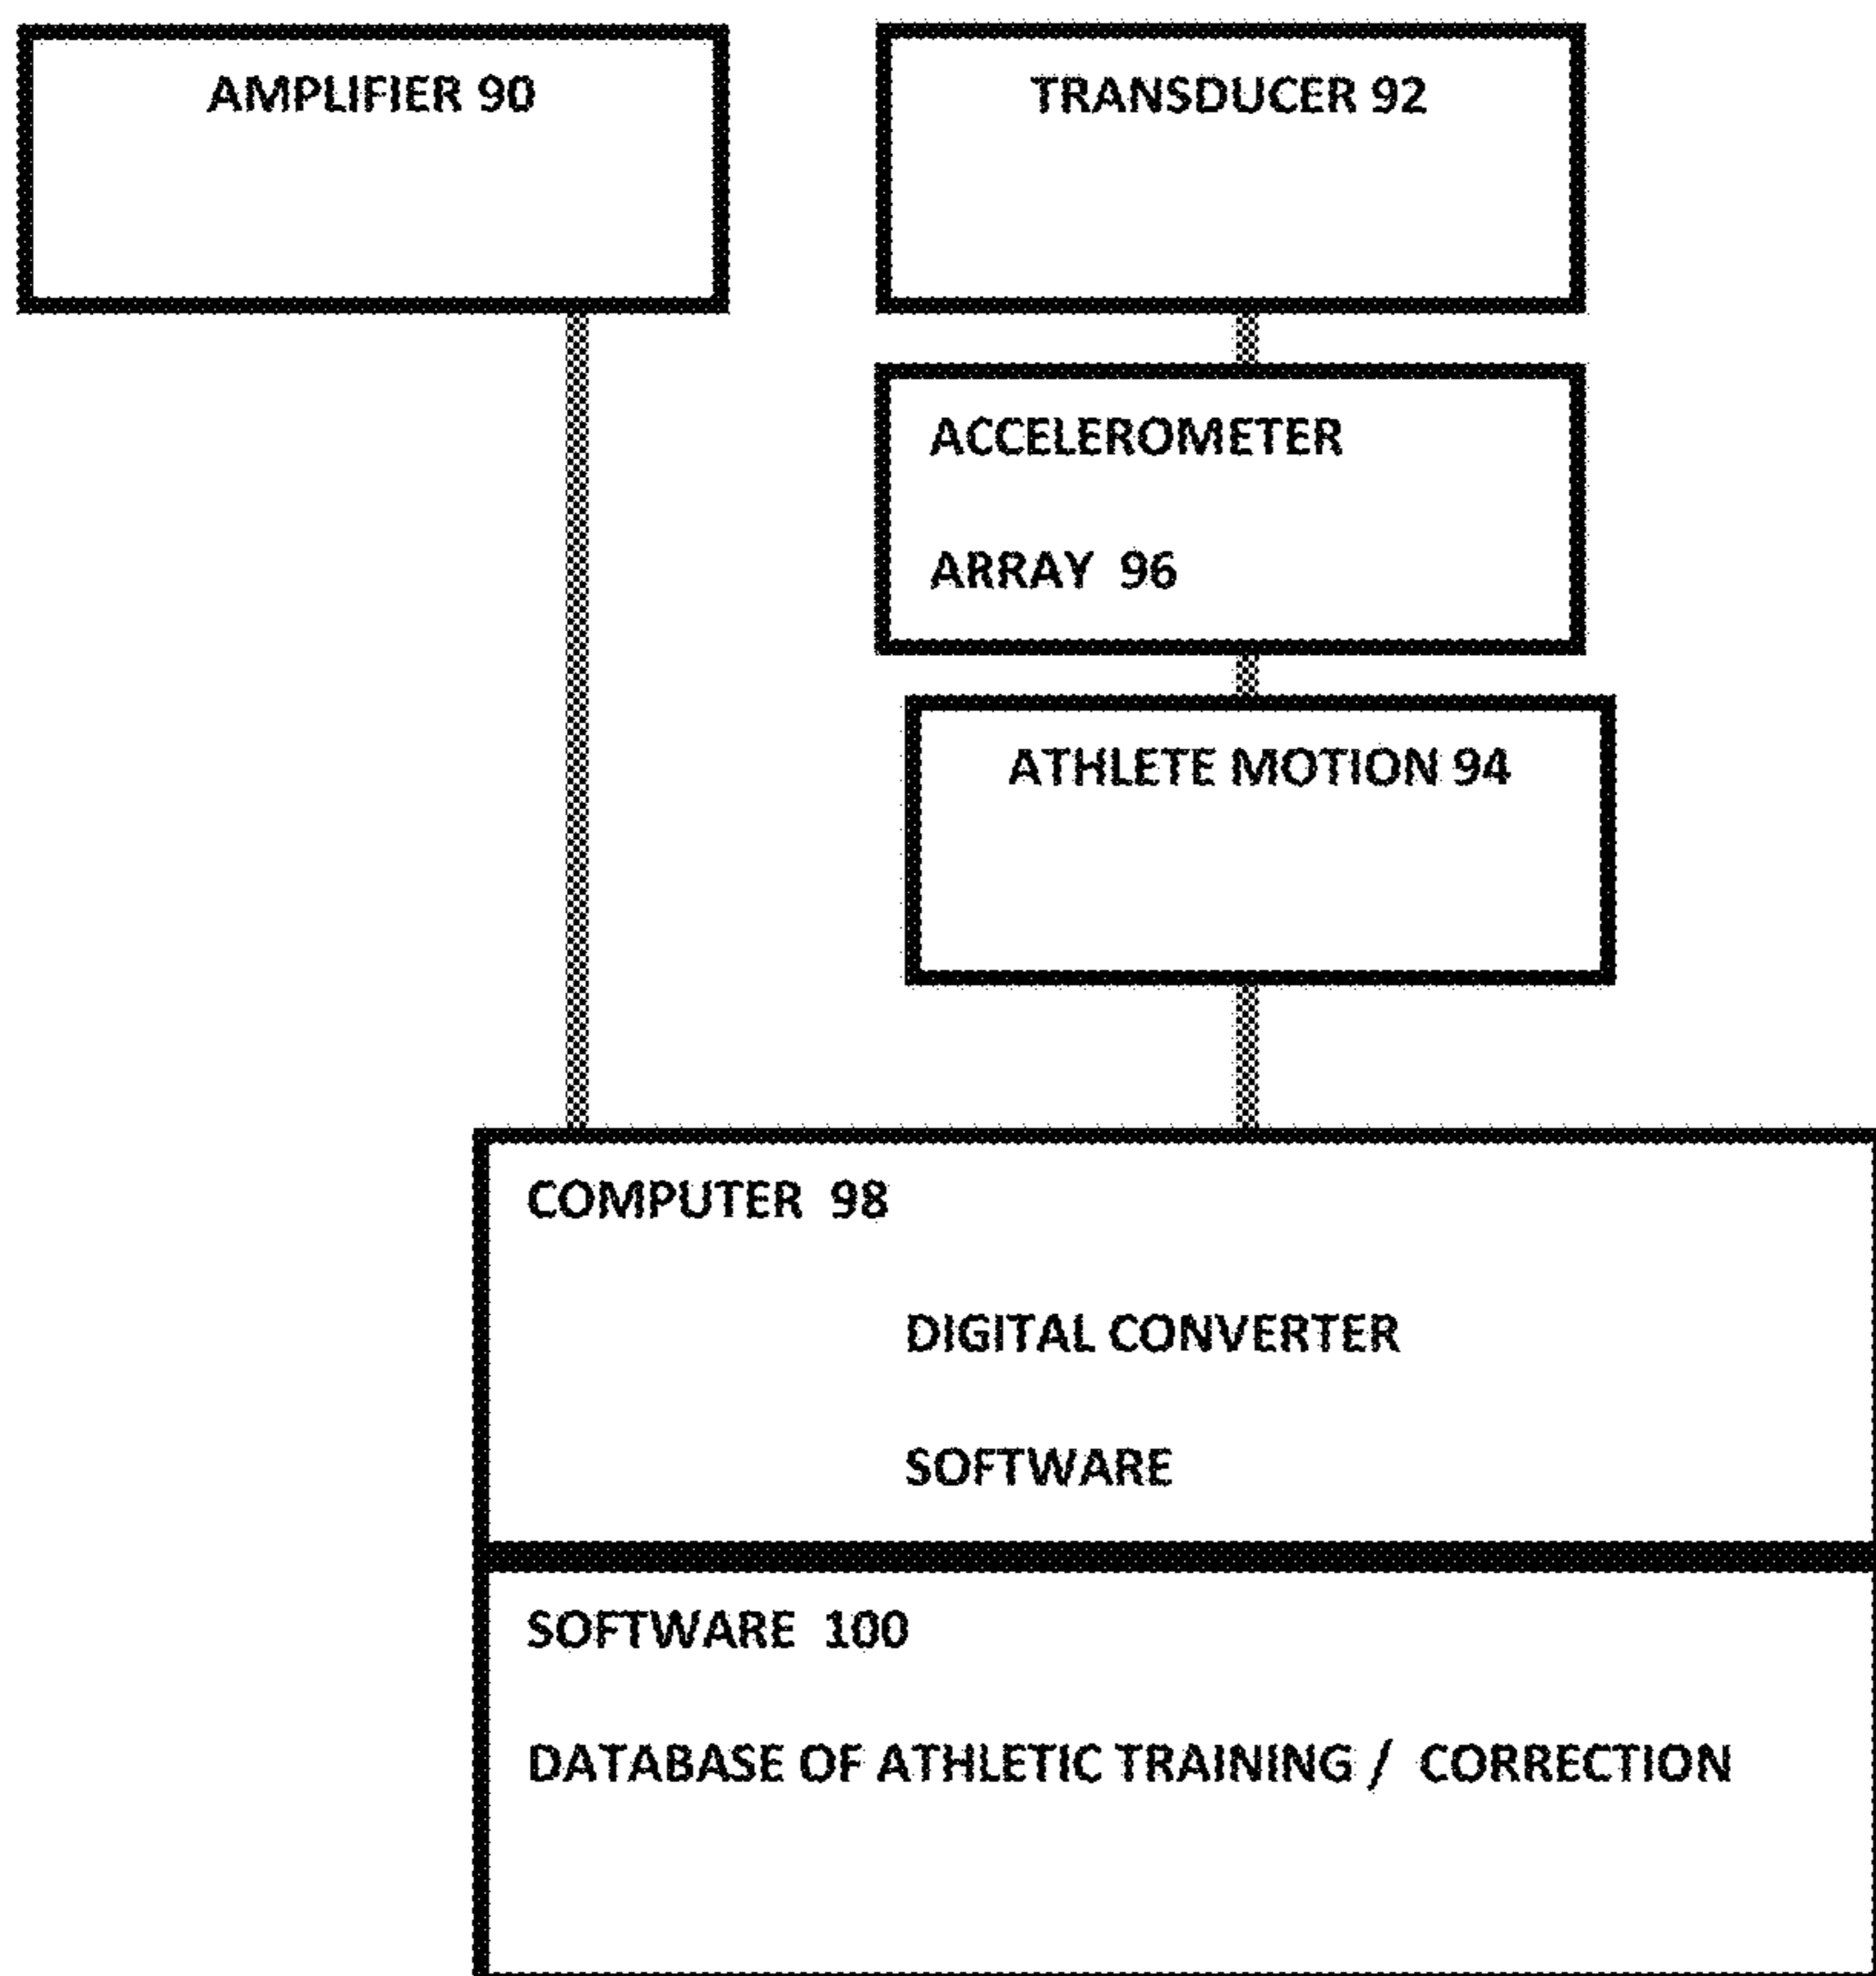 AMPLIFIER 90
TRANSDUCER 92
ACCELEROMETER
ARRAY 96
ATHLETE MOTION 94
COMPUTER 98
DIGITAL CONVERTER
SOFTWARE
SOFTWARE 100
DATABASE OF ATHLETIC TRAINING / CORRECTION